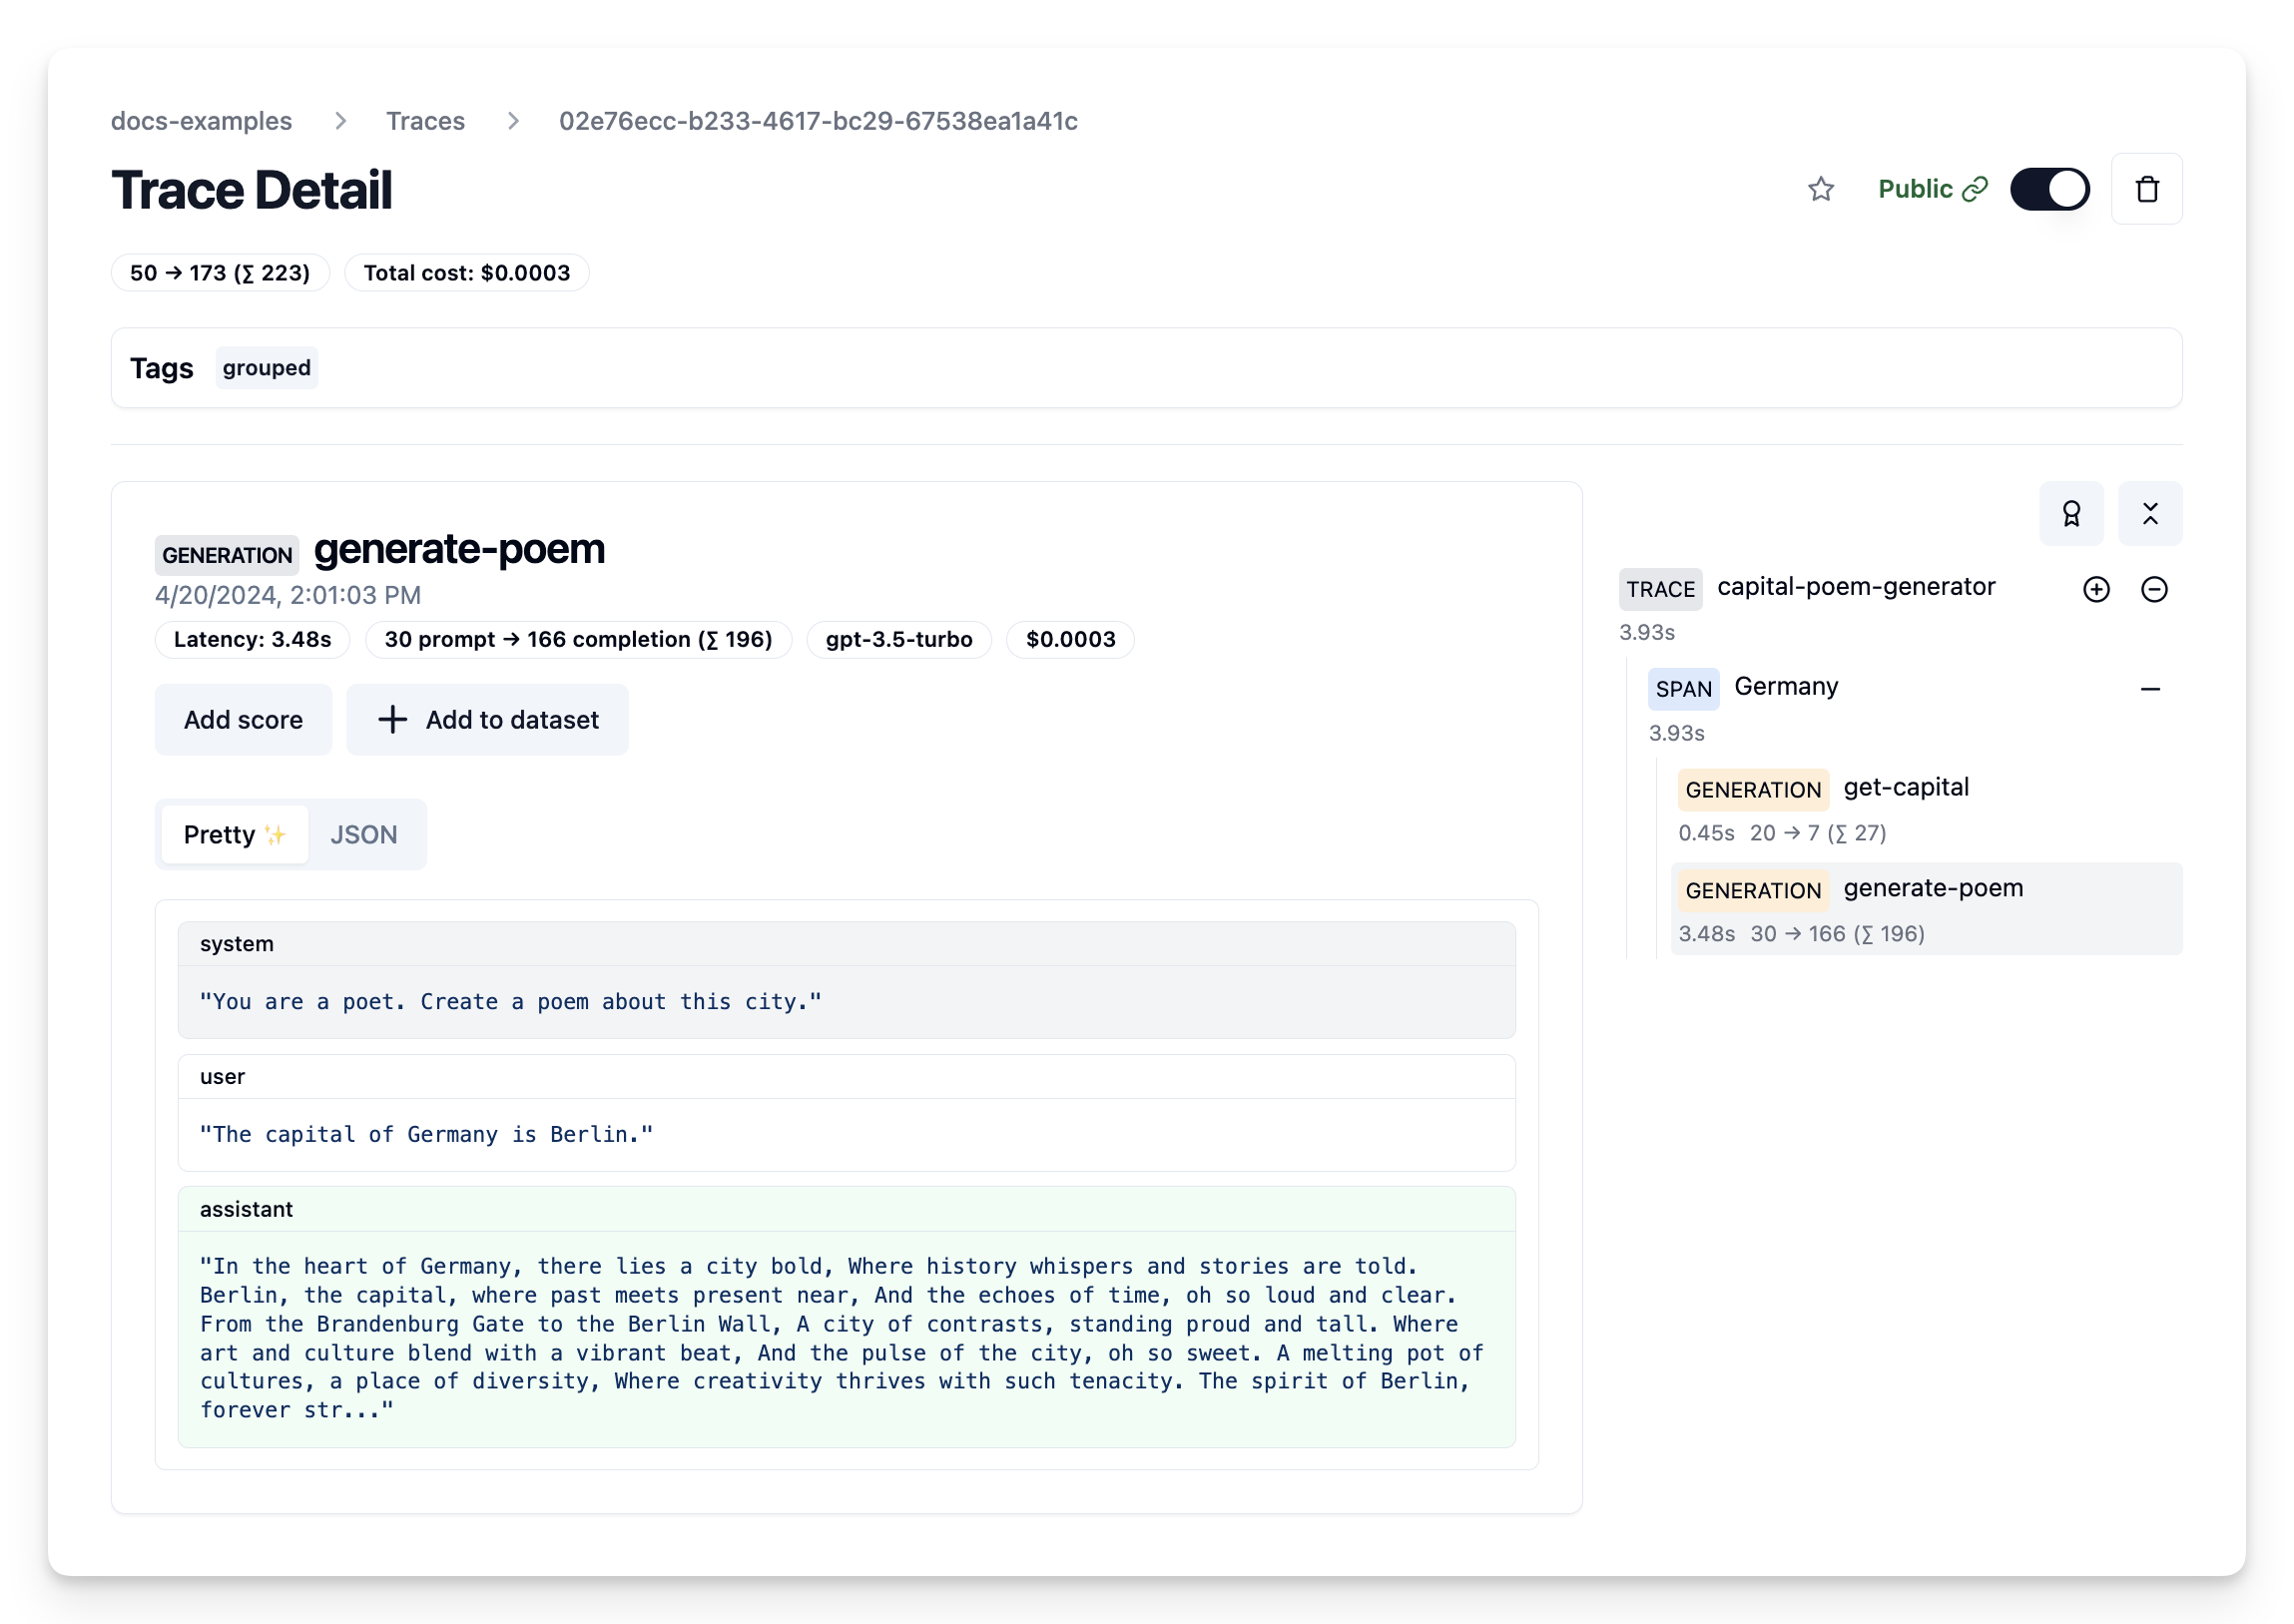 docs-examples > Traces > 02e76ecc-b233-4617-bc29-67538ea1a41c
Trace Detail
Public
50 → 173 (∑ 223) Total cost: $0.0003
Tags grouped
GENERATION generate-poem
4/20/2024, 2:01:03 PM
Latency: 3.48s 30 prompt → 166 completion (∑ 196) gpt-3.5-turbo $0.0003
Add score + Add to dataset
Pretty ✨ JSON
system
"You are a poet. Create a poem about this city."
user
"The capital of Germany is Berlin."
assistant
"In the heart of Germany, there lies a city bold, Where history whispers and stories are told.
Berlin, the capital, where past meets present near, And the echoes of time, oh so loud and clear.
From the Brandenburg Gate to the Berlin Wall, A city of contrasts, standing proud and tall. Where
art and culture blend with a vibrant beat, And the pulse of the city, oh so sweet. A melting pot of
cultures, a place of diversity, Where creativity thrives with such tenacity. The spirit of Berlin,
forever str..."
TRACE capital-poem-generator
3.93s
SPAN Germany
3.93s
GENERATION get-capital
0.45s 20 → 7 (∑ 27)
GENERATION generate-poem
3.48s 30 → 166 (∑ 196)